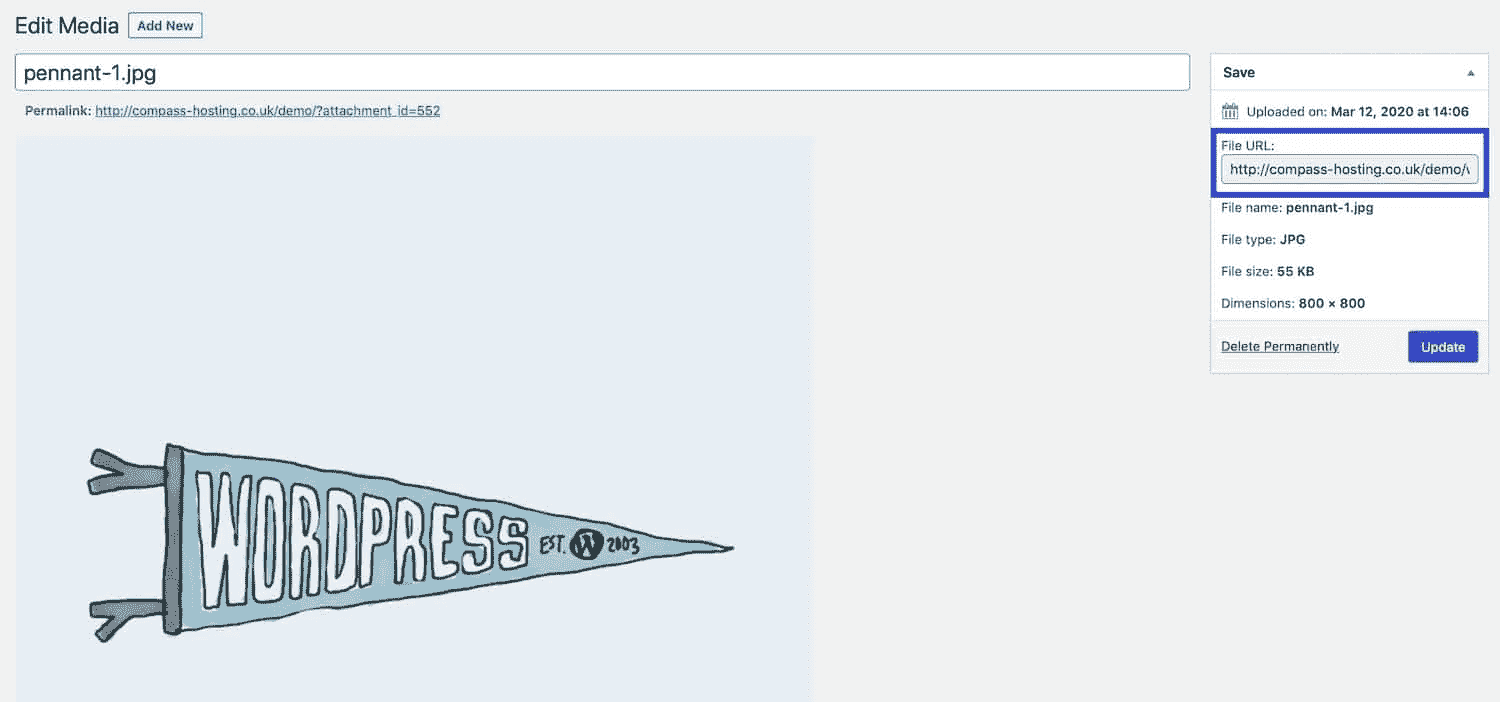 Edit Media Add New
pennant-1.jpg
Permalink: http://compass-hosting.co.uk/demo/?attachment_id=552
Save
Uploaded on: Mar 12, 2020 at 14:06
File URL:
http://compass-hosting.co.uk/demo/
File name: pennant-1.jpg
File type: JPG
File size: 55 KB
Dimensions: 800 × 800
Delete Permanently Update
WORDPRESS EST. W 2003